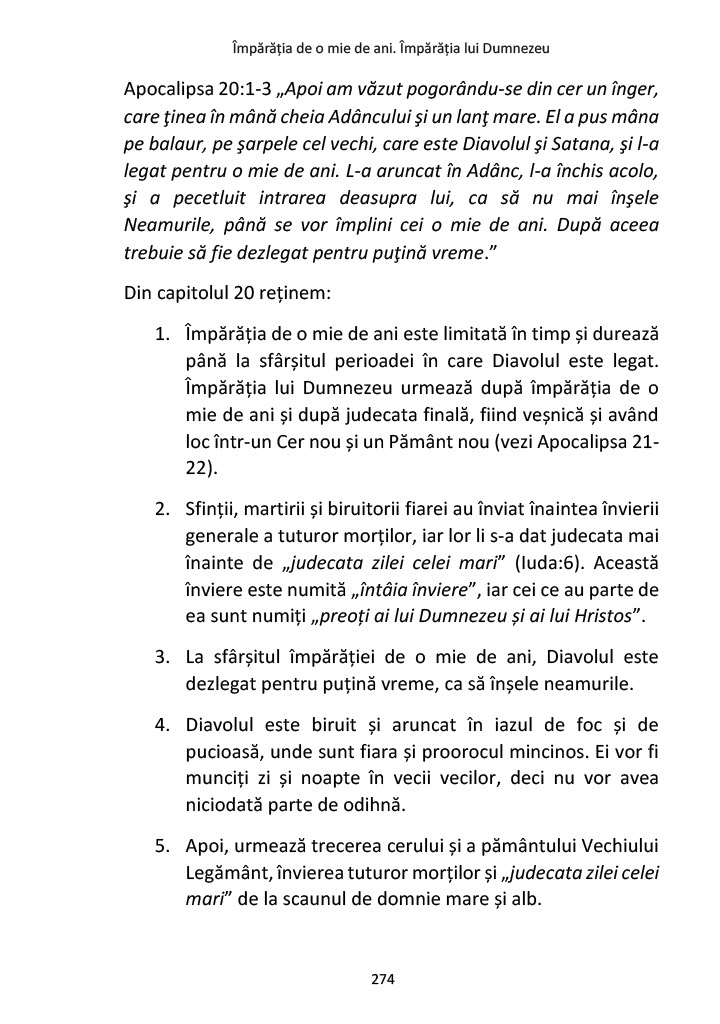 Împărăția de o mie de ani. Împărăția lui Dumnezeu
Apocalipsa 20:1-3 „Apoi am văzut pogorându-se din cer un înger,
care ţinea în mână cheia Adâncului şi un lanţ mare. El a pus mâna
pe balaur, pe şarpele cel vechi, care este Diavolul şi Satana, şi l-a
legat pentru o mie de ani. L-a aruncat în Adânc, l-a închis acolo,
şi a pecetluit intrarea deasupra lui, ca să nu mai înşele
Neamurile, până se vor împlini cei o mie de ani. După aceea
trebuie să fie dezlegat pentru puţină vreme.”
Din capitolul 20 reținem:
1. Împărăția de o mie de ani este limitată în timp și durează
până la sfârșitul perioadei în care Diavolul este legat.
Împărăția lui Dumnezeu urmează după împărăția de o
mie de ani și după judecata finală, fiind veșnică și având
loc într-un Cer nou și un Pământ nou (vezi Apocalipsa 21-
22).
2. Sfinții, martirii și biruitorii fiarei au înviat înaintea învierii
generale a tuturor morților, iar lor li s-a dat judecata mai
înainte de „judecata zilei celei mari” (Iuda:6). Această
înviere este numită „întâia înviere”, iar cei ce au parte de
ea sunt numiți „preoți ai lui Dumnezeu și ai lui Hristos”.
3. La sfârșitul împărăției de o mie de ani, Diavolul este
dezlegat pentru puțină vreme, ca să înșele neamurile.
4. Diavolul este biruit și aruncat în iazul de foc și de
pucioasă, unde sunt fiara și proorocul mincinos. Ei vor fi
munciți zi și noapte în vecii vecilor, deci nu vor avea
niciodată parte de odihnă.
5. Apoi, urmează trecerea cerului și a pământului Vechiului
Legământ, învierea tuturor morților și „judecata zilei celei
mari” de la scaunul de domnie mare și alb.
274